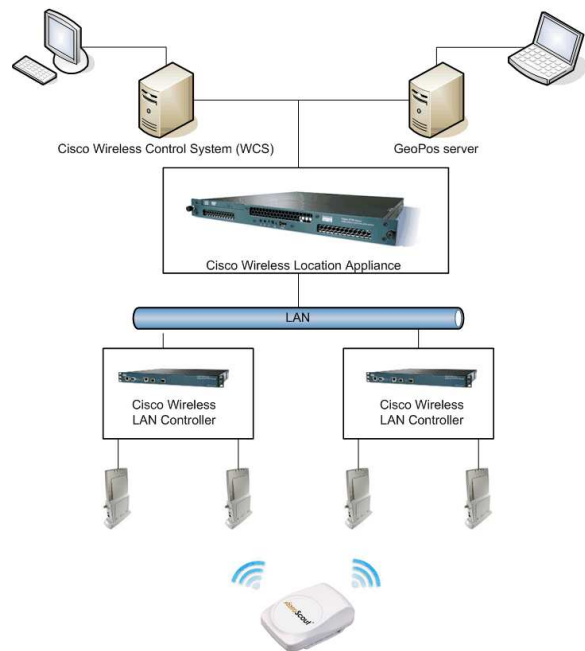 Cisco Wireless Control System (WCS)
GeoPos server
Cisco Wireless Location Appliance
LAN
Cisco Wireless
LAN Controller
Cisco Wireless
LAN Controller
AeroScout